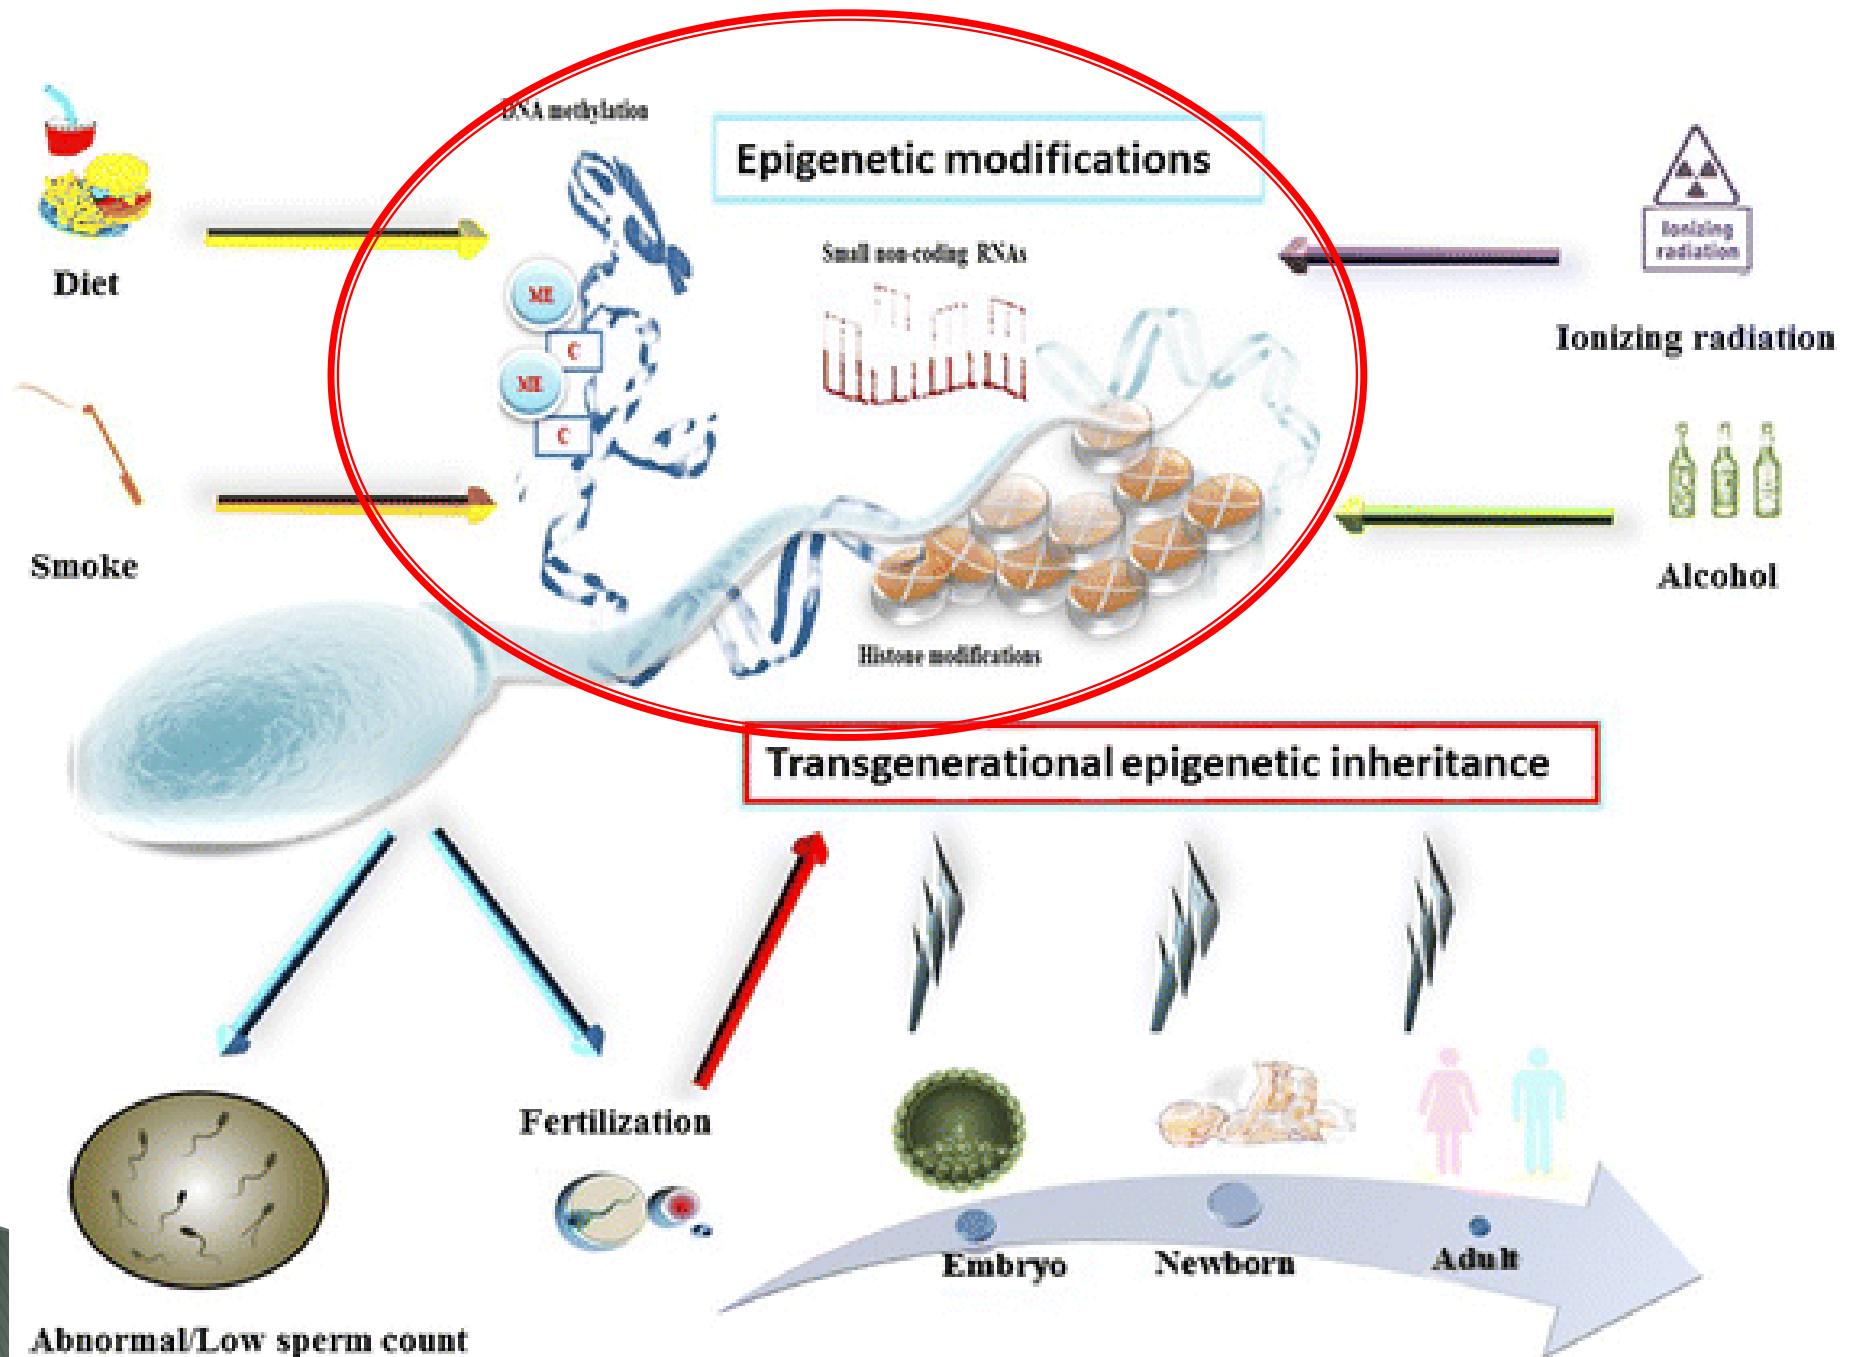 DNA methylation
Epigenetic modifications
Small non-coding RNAs
Ionizing
radiation
Diet
ME
C
ME
C
Ionizing radiation
Smoke
Alcohol
Histone modifications
Transgenerational epigenetic inheritance
Fertilization
Embryo
Newborn
Adult
Abnormal/Low sperm count